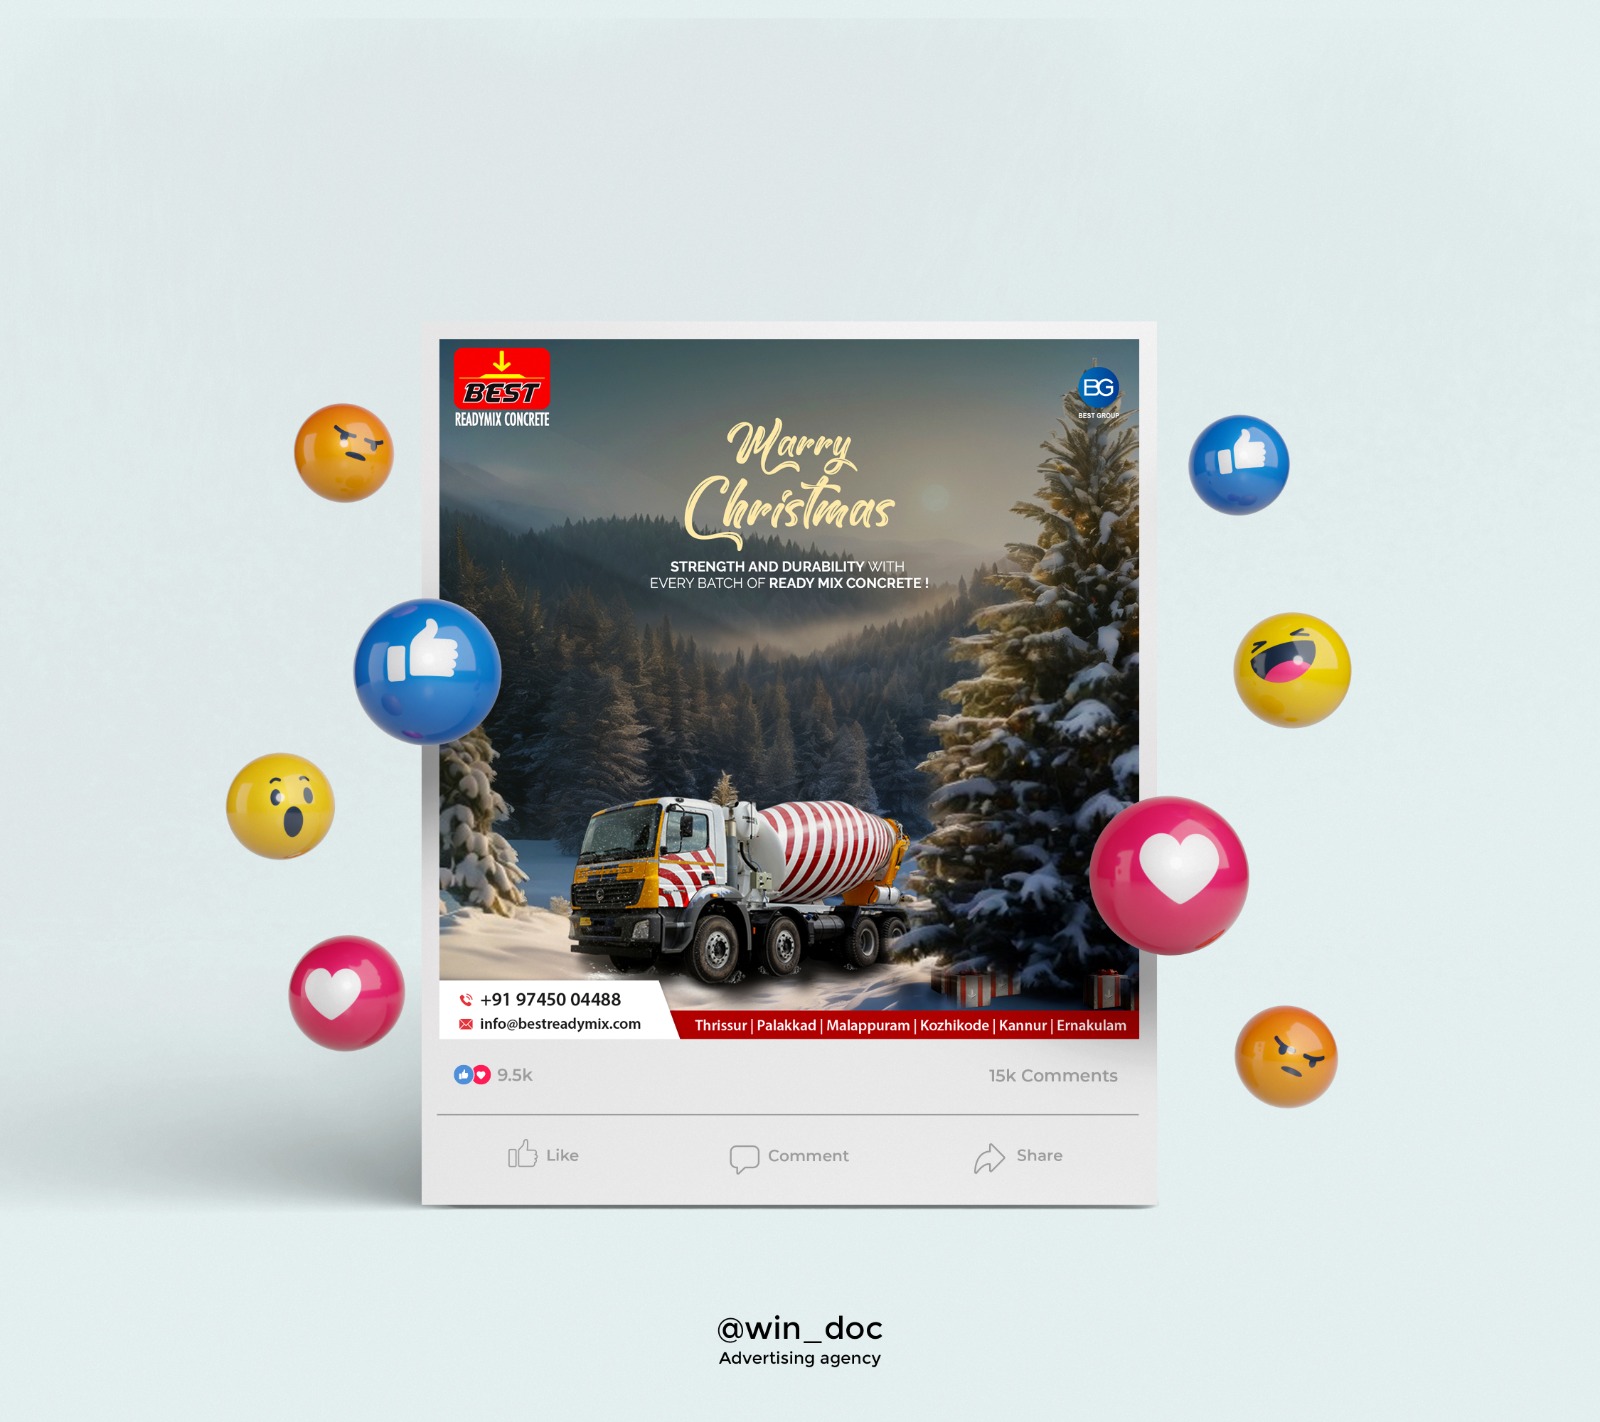 BEST
READYMIX CONCRETE
BG
BEST GROUP
Marry
Christmas
STRENGTH AND DURABILITY WITH
EVERY BATCH OF READY MIX CONCRETE !
+91 97450 04488
info@bestreadymix.com
Thrissur | Palakkad | Malappuram | Kozhikode | Kannur | Ernakulam
9.5k
15k Comments
Like
Comment
Share
@win_doc
Advertising agency